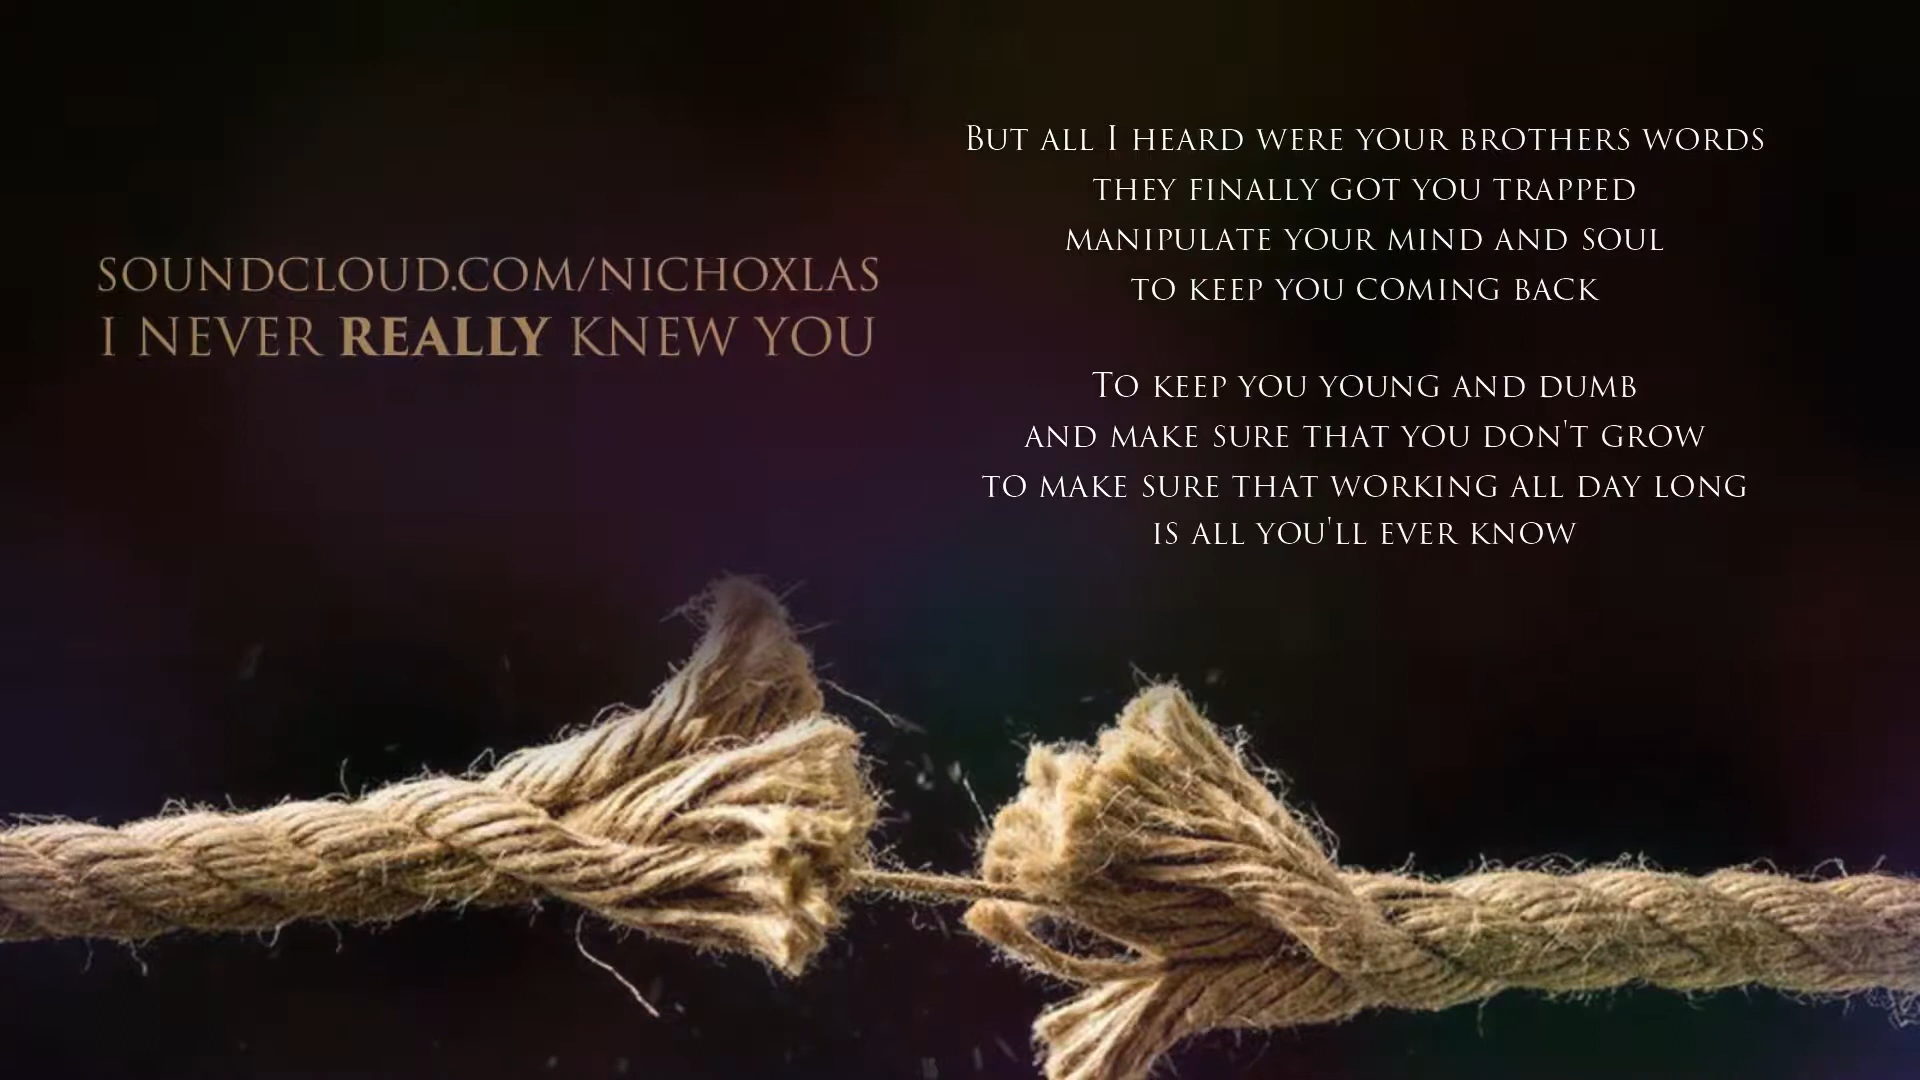 SOUNDCLOUD.COM/NICHOXLAS
I NEVER REALLY KNEW YOU
BUT ALL I HEARD WERE YOUR BROTHERS WORDS
THEY FINALLY GOT YOU TRAPPED
MANIPULATE YOUR MIND AND SOUL
TO KEEP YOU COMING BACK
TO KEEP YOU YOUNG AND DUMB
AND MAKE SURE THAT YOU DON'T GROW
TO MAKE SURE THAT WORKING ALL DAY LONG
IS ALL YOU'LL EVER KNOW